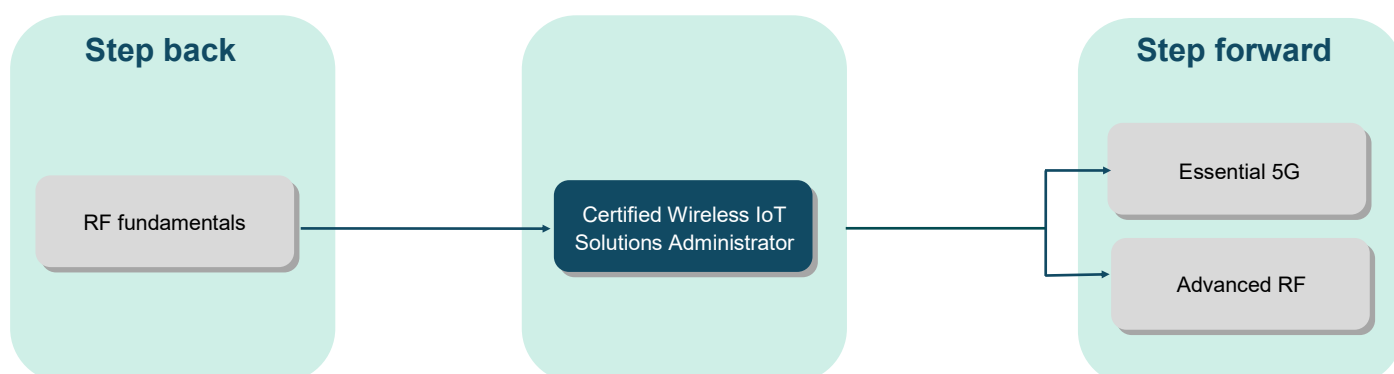 Step back
RF fundamentals
Certified Wireless IoT
Solutions Administrator
Step forward
Essential 5G
Advanced RF